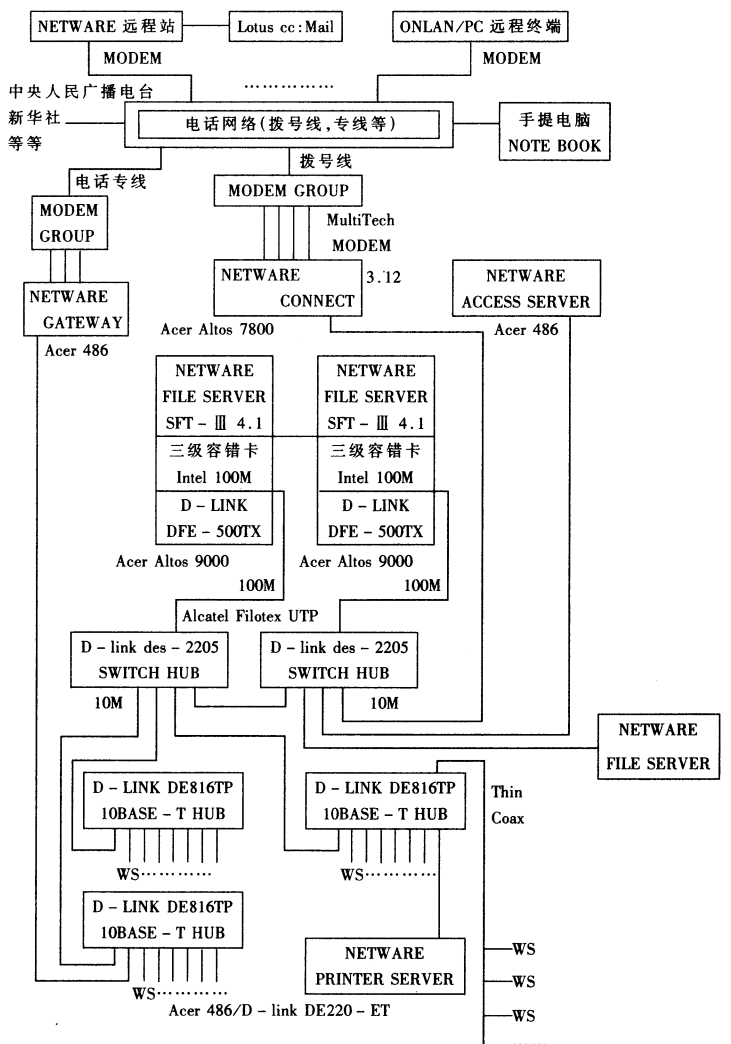 NETWARE 远程站
Lotus cc:Mail
ONLAN/PC 远程终端
MODEM
……………
MODEM
中央人民广播电台
新华社
等等
电话网络(拨号线,专线等)
手提电脑
NOTE BOOK
电话专线
拨号线
MODEM
GROUP
MODEM GROUP
MultiTech
MODEM
NETWARE
GATEWAY
Acer 486
NETWARE
CONNECT
3.12
Acer Altos 7800
NETWARE
ACCESS SERVER
Acer 486
NETWARE
FILE SERVER
SFT-Ⅲ 4.1
三级容错卡
Intel 100M
D-LINK
DFE-500TX
Acer Altos 9000
100M
NETWARE
FILE SERVER
SFT-Ⅲ 4.1
三级容错卡
Intel 100M
D-LINK
DFE-500TX
Acer Altos 9000
100M
Alcatel Filotex UTP
D-link des-2205
SWITCH HUB
10M
D-link des-2205
SWITCH HUB
10M
NETWARE
FILE SERVER
D-LINK DE816TP
10BASE-T HUB
WS…………
D-LINK DE816TP
10BASE-T HUB
WS…………
Thin
Coax
D-LINK DE816TP
10BASE-T HUB
WS…………
NETWARE
PRINTER SERVER
WS
WS
WS
Acer 486/D-link DE220-ET